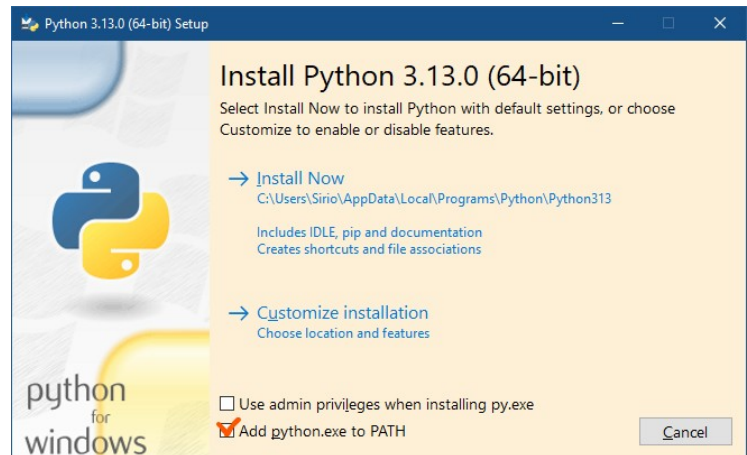 Python 3.13.0 (64-bit) Setup
Install Python 3.13.0 (64-bit)
Select Install Now to install Python with default settings, or choose
Customize to enable or disable features.
Install Now
C:\Users\Sirio\AppData\Local\Programs\Python\Python313
Includes IDLE, pip and documentation
Creates shortcuts and file associations
Customize installation
Choose location and features
Use admin privileges when installing py.exe
Add python.exe to PATH
Cancel
python
for
windows